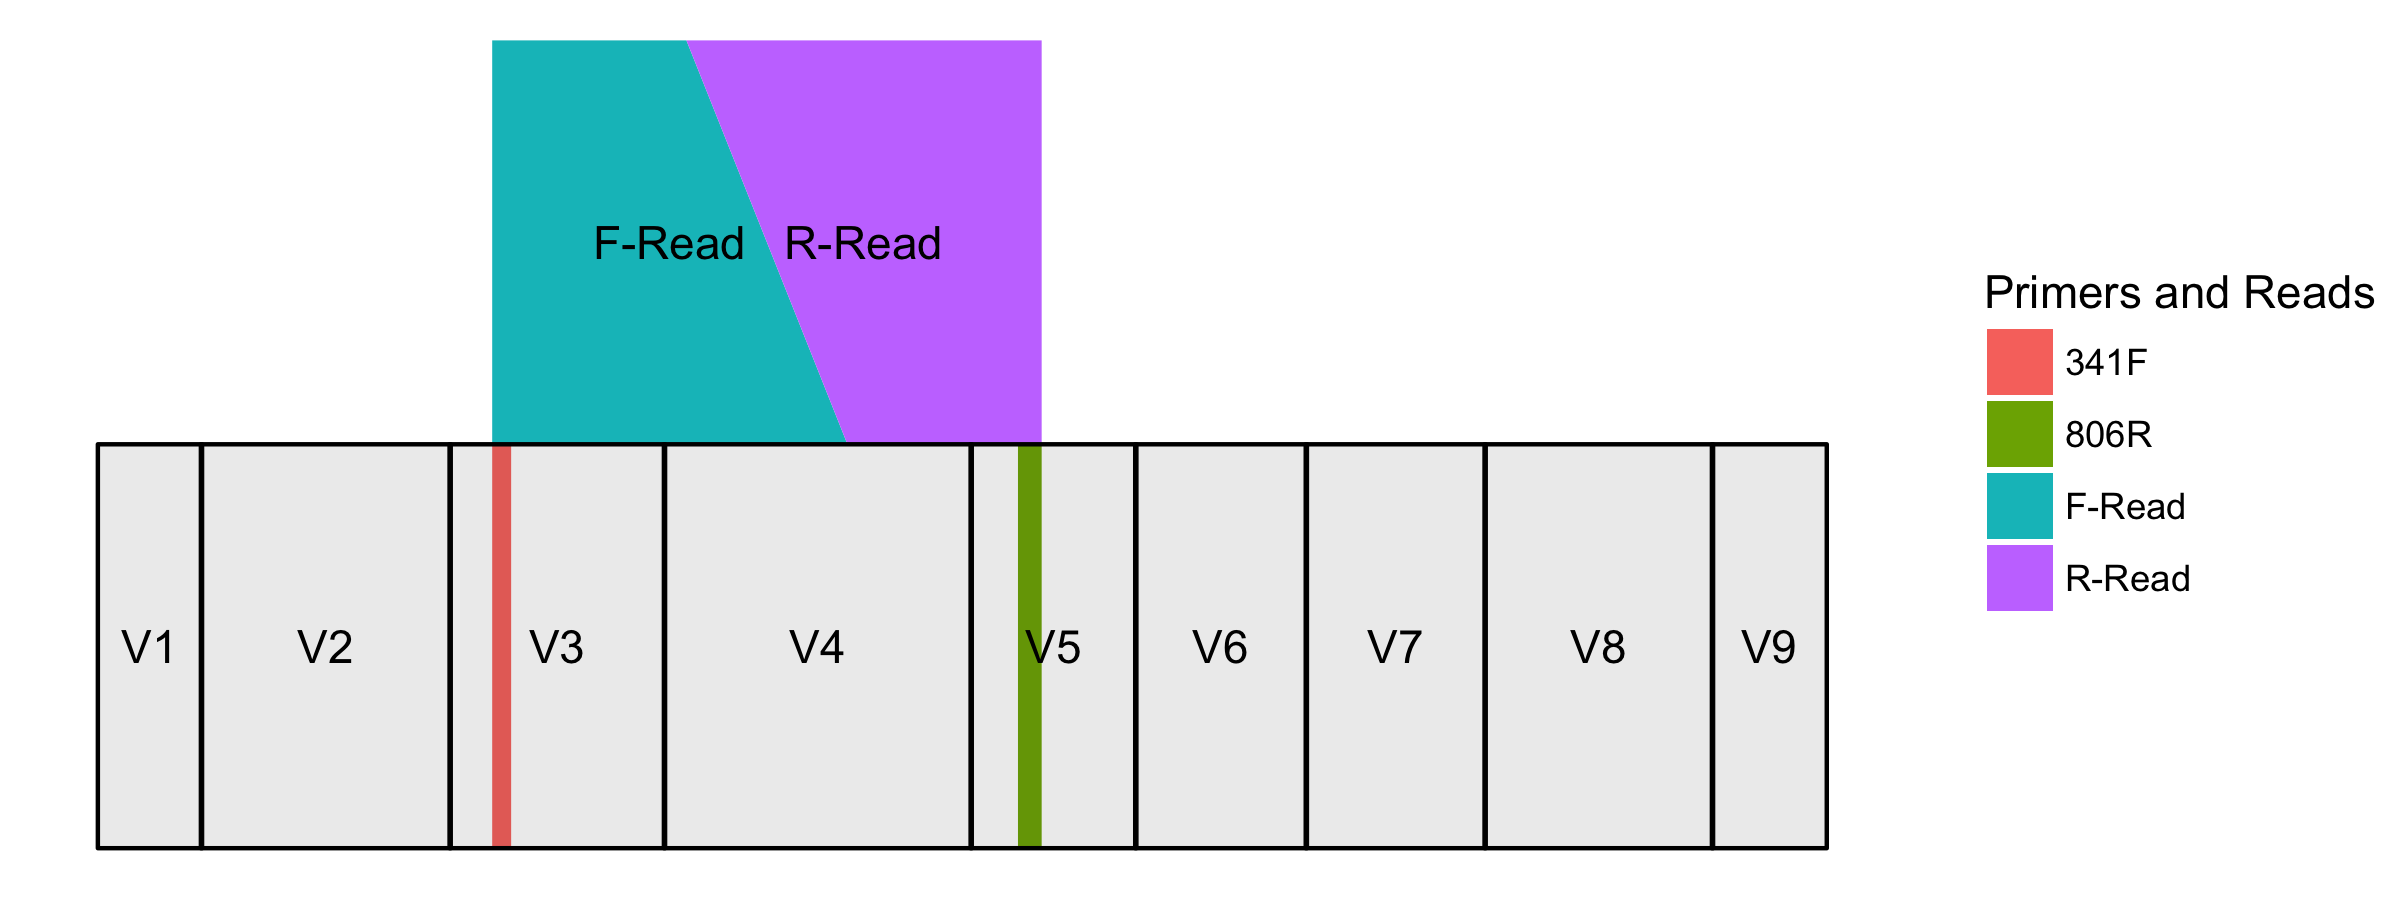 F-Read R-Read
Primers and Reads
341F
806R
F-Read
R-Read
V1 V2 V3 V4 V5 V6 V7 V8 V9